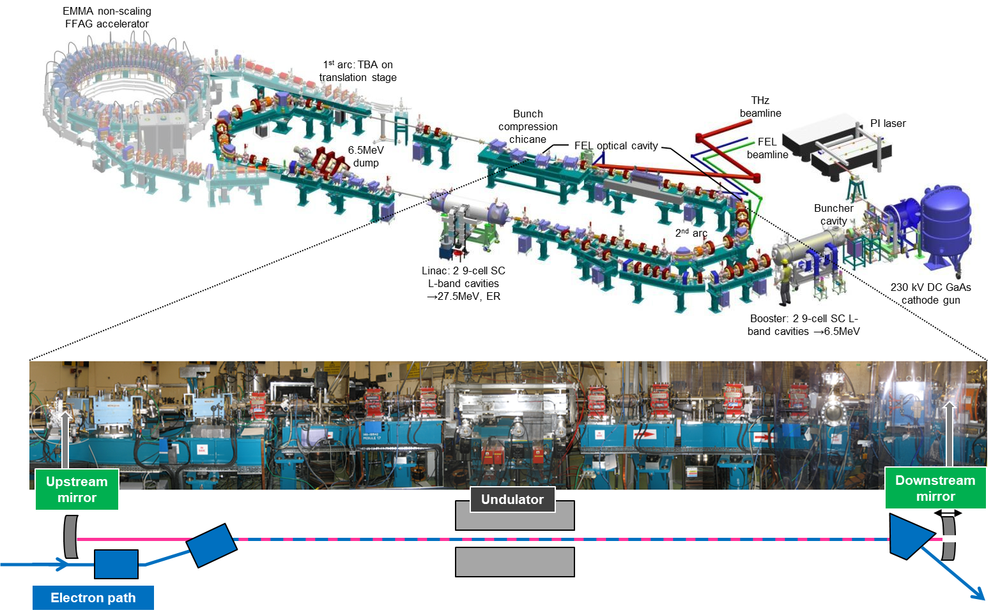 EMMA non-scaling
FFAG accelerator
1st arc: TBA on
translation stage
Bunch
compression
chicane
THz
beamline
PI laser
FEL optical cavity
FEL
beamline
6.5MeV
dump
Buncher
cavity
2nd arc
Linac: 2 9-cell SC
L-band cavities
→27.5MeV, ER
230 kV DC GaAs
cathode gun
Booster: 2 9-cell SC L-
band cavities →6.5MeV
MODULE 57
Upstream
mirror
Undulator
Downstream
mirror
Electron path